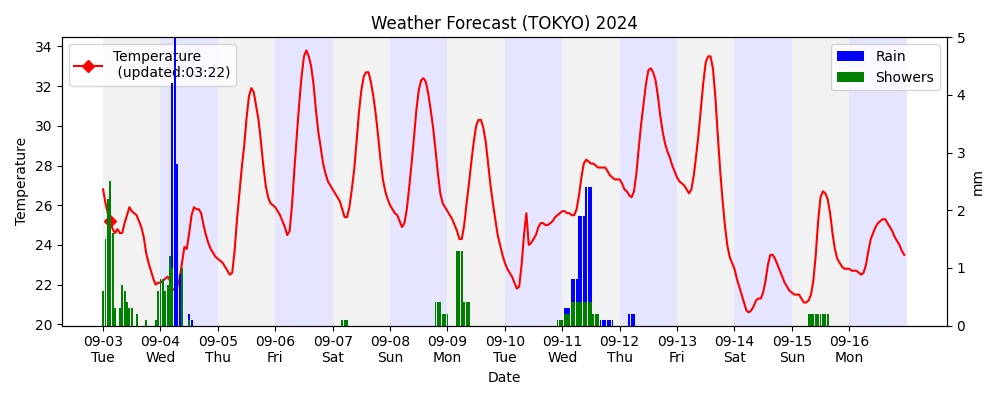 Weather Forecast (TOKYO) 2024
Temperature
(updated:03:22)
Rain
Showers
Temperature
34
32
30
28
26
24
22
20
5
4
3
2
1
0
mm
09-03 09-04 09-05 09-06 09-07 09-08 09-09 09-10 09-11 09-12 09-13 09-14 09-15 09-16
Tue Wed Thu Fri Sat Sun Mon Tue Wed Thu Fri Sat Sun Mon
Date